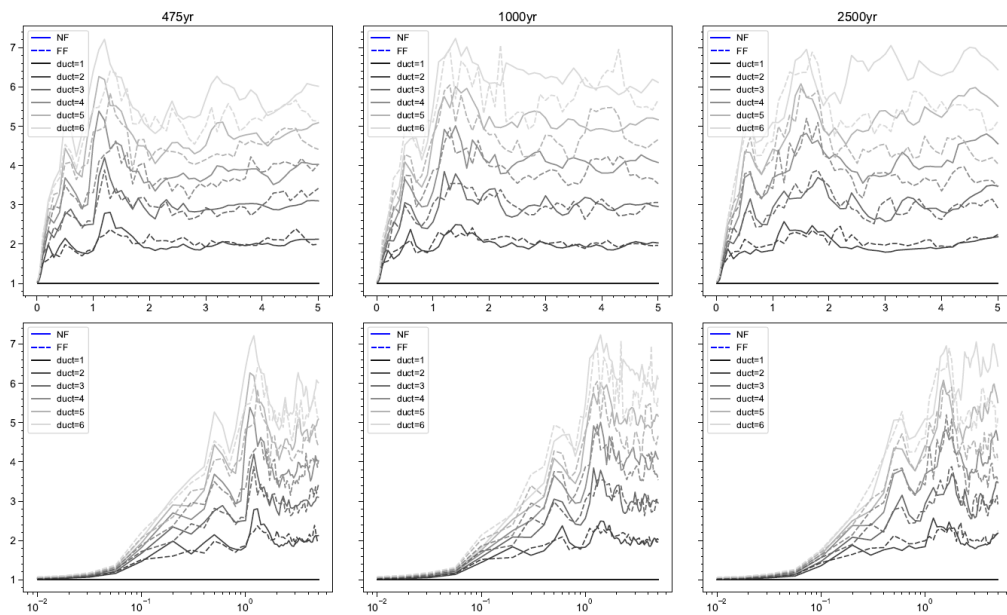 475yr
1000yr
2500yr
7
6
5
4
3
2
1
NF
FF
duct=1
duct=2
duct=3
duct=4
duct=5
duct=6
0 1 2 3 4 5
NF
FF
duct=1
duct=2
duct=3
duct=4
duct=5
duct=6
0 1 2 3 4 5
NF
FF
duct=1
duct=2
duct=3
duct=4
duct=5
duct=6
0 1 2 3 4 5
7
6
5
4
3
2
1
NF
FF
duct=1
duct=2
duct=3
duct=4
duct=5
duct=6
10⁻² 10⁻¹ 10⁰
NF
FF
duct=1
duct=2
duct=3
duct=4
duct=5
duct=6
10⁻² 10⁻¹ 10⁰
NF
FF
duct=1
duct=2
duct=3
duct=4
duct=5
duct=6
10⁻² 10⁻¹ 10⁰